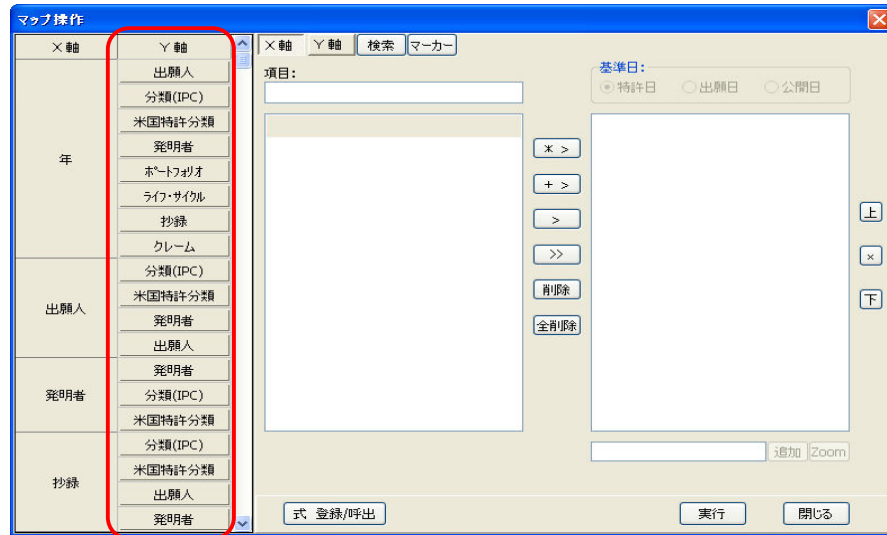 マップ操作
X軸
Y軸
年
出願人
分類(IPC)
米国特許分類
発明者
ポートフォリオ
ライフ・サイクル
抄録
クレーム
出願人
分類(IPC)
米国特許分類
発明者
出願人
発明者
発明者
分類(IPC)
米国特許分類
抄録
分類(IPC)
米国特許分類
出願人
発明者
X軸 Y軸 検索 マーカー
項目:
基準日:
特許日 出願日 公開日
* >
+ >
>
>>
削除
全削除
上
×
下
追加 Zoom
式 登録/呼出
実行 閉じる